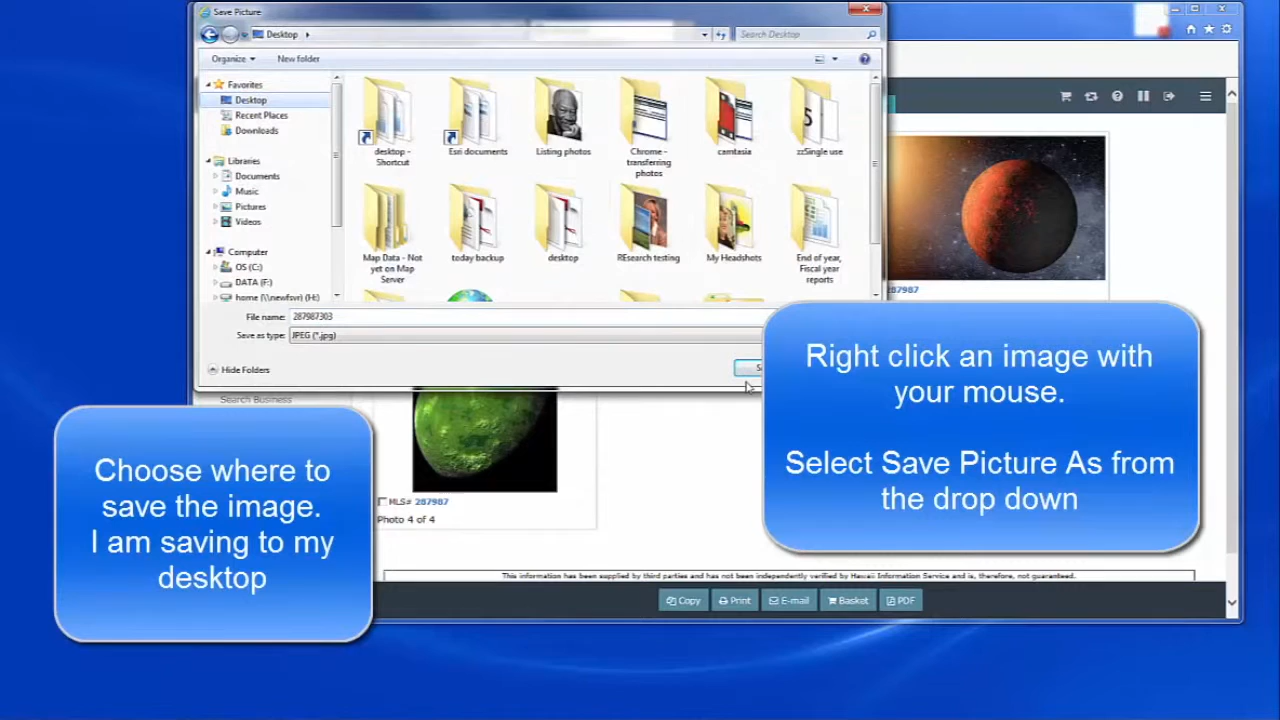 Save Picture
Desktop
Search Desktop
Organize
New folder
Favorites
Desktop
Recent Places
Downloads
Libraries
Documents
Music
Pictures
Videos
Computer
OS (C:)
DATA (F:)
home (\\newfsvr) (H:)
desktop -
Shortcut
Esri documents
Listing photos
Chrome -
transferring
photos
camtasia
5
zzSingle use
Map Data - Not
yet on Map
Server
today backup
desktop
REsearch testing
My Headshots
End of year,
Fiscal year
reports
File name: 287987303
Save as type: JPEG (*.jpg)
Hide Folders
287987
Right click an image with
your mouse.
Select Save Picture As from
the drop down
Search Business
Choose where to
save the image.
I am saving to my
desktop
MLS# 287987
Photo 4 of 4
This information has been supplied by third parties and has not been independently verified by Hawaii Information Service and is, therefore, not guaranteed.
Copy
Print
E-mail
Basket
PDF